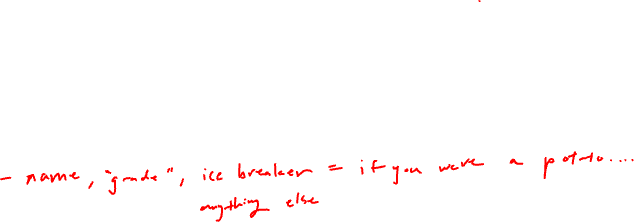 - name, "grade", ice breaker = if you were a potato....
anything else